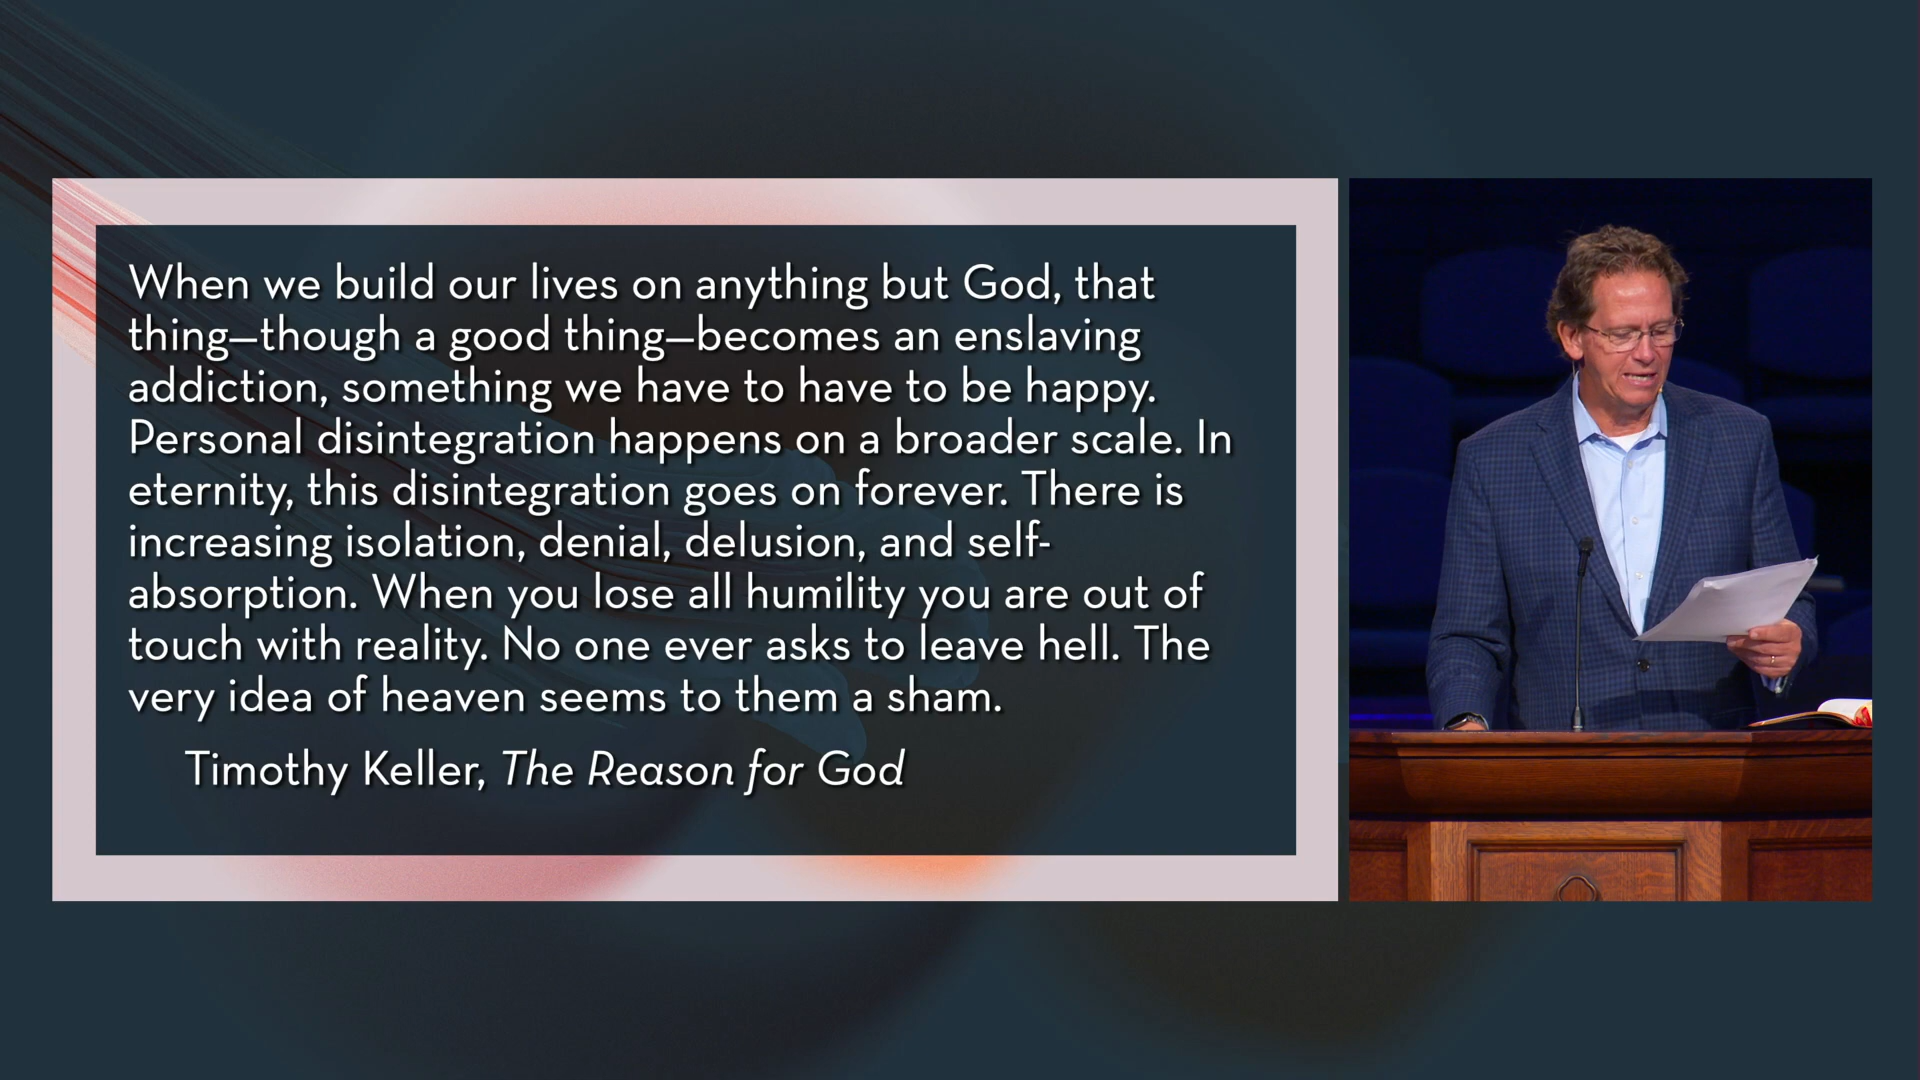 When we build our lives on anything but God, that
thing—though a good thing—becomes an enslaving
addiction, something we have to have to be happy.
Personal disintegration happens on a broader scale. In
eternity, this disintegration goes on forever. There is
increasing isolation, denial, delusion, and self-
absorption. When you lose all humility you are out of
touch with reality. No one ever asks to leave hell. The
very idea of heaven seems to them a sham.
Timothy Keller, The Reason for God